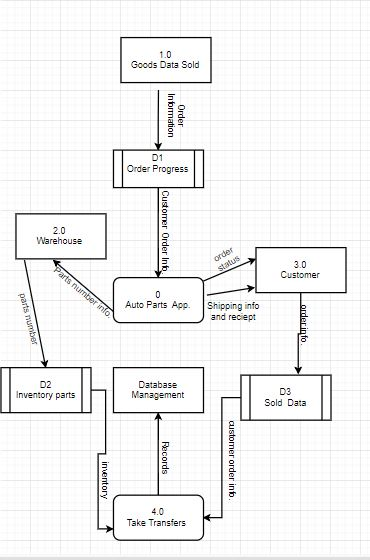 1.0
Goods Data Sold
Order
Information
D1
Order Progress
Customer Order Info.
2.0
Warehouse
order
status
3.0
Customer
Parts number info.
0
Auto Parts App.
Shipping info
and reciept
parts number
order info.
D2
Inventory parts
Database
Management
D3
Sold Data
inventory
Records
customer order info.
4.0
Take Transfers